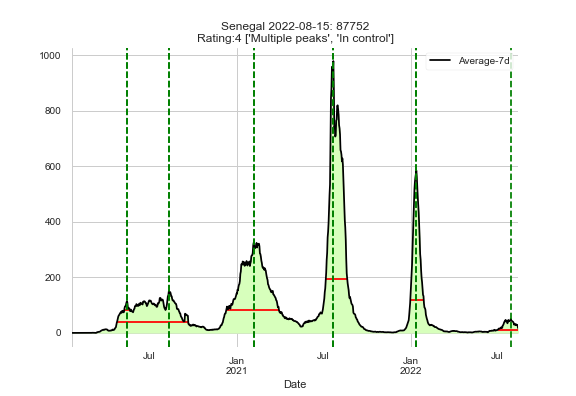 Senegal 2022-08-15: 87752
Rating:4 ['Multiple peaks', 'In control']
1000
Average-7d
800
600
400
200
0
Jul
Jan
2021
Jul
Jan
2022
Jul
Date